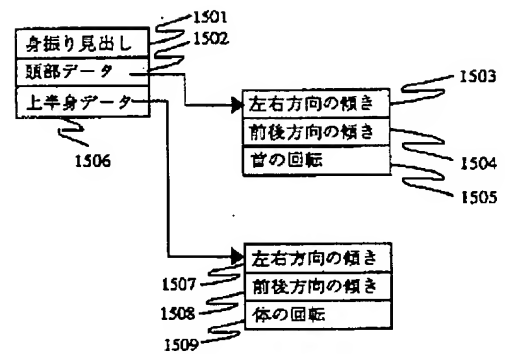 1501
1502
身振り見出し
頭部データ
上半身データ
1506
1503
左右方向の傾き
前後方向の傾き
首の回転
1504
1505
左右方向の傾き
前後方向の傾き
体の回転
1507
1508
1509